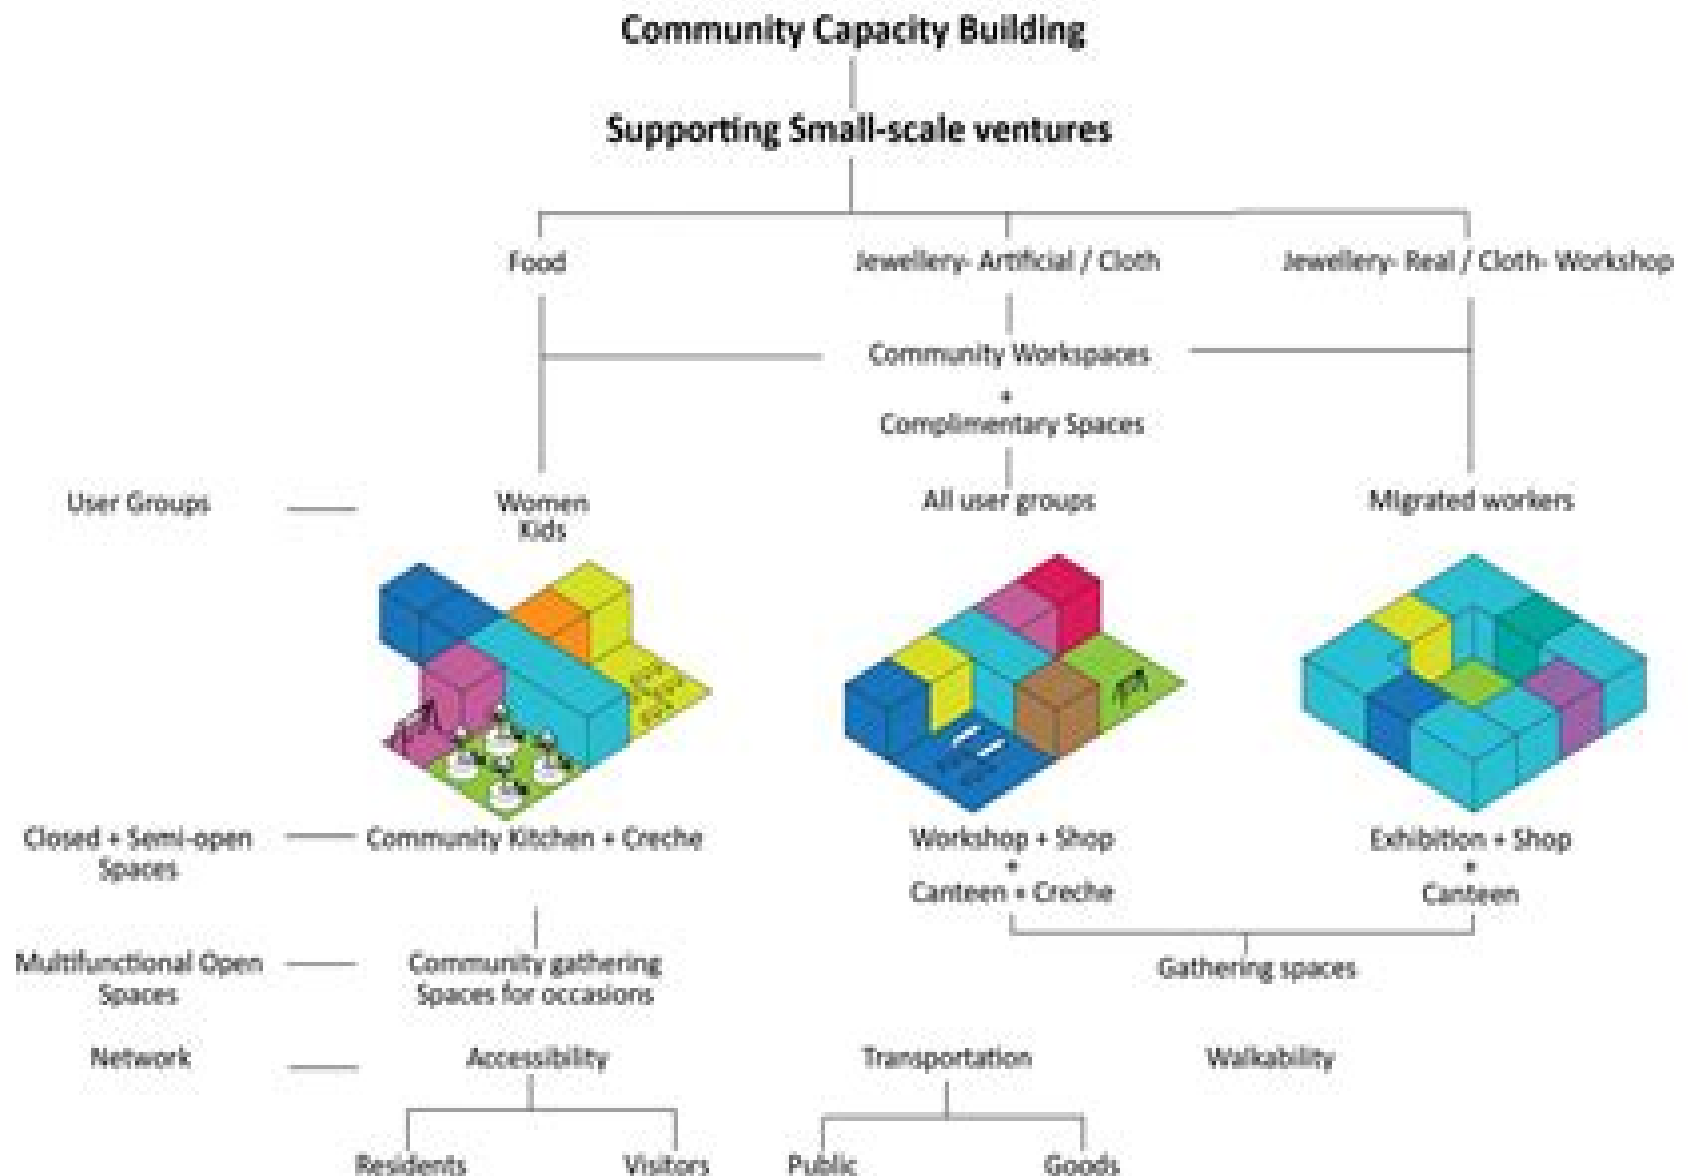 Community Capacity Building
Supporting Small-scale ventures
Food
Jewellery- Artificial / Cloth
Jewellery- Real / Cloth- Workshop
Community Workspaces
+
Complimentary Spaces
User Groups
Women
Kids
All user groups
Migrated workers
Closed + Semi-open
Spaces
Community Kitchen + Creche
Workshop + Shop
+
Canteen + Creche
Exhibition + Shop
+
Canteen
Multifunctional Open
Spaces
Community gathering
Spaces for occasions
Gathering spaces
Network
Accessibility
Transportation
Walkability
Residents
Visitors
Public
Goods